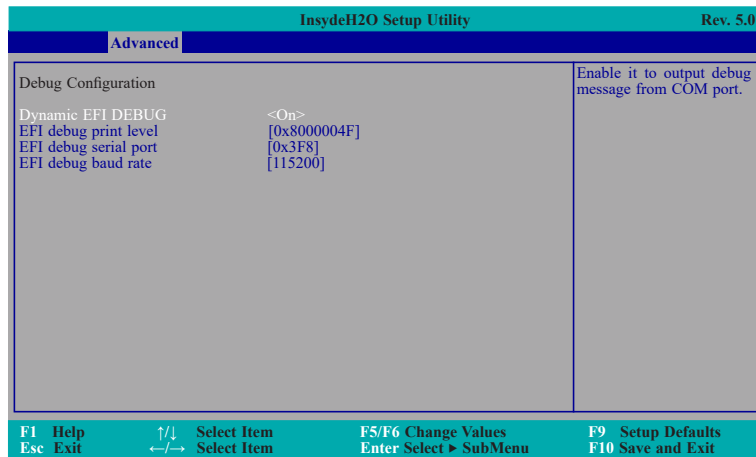 InsydeH2O Setup Utility Rev. 5.0
Advanced
Debug Configuration
Dynamic EFI DEBUG <On>
EFI debug print level [0x8000004F]
EFI debug serial port [0x3F8]
EFI debug baud rate [115200]
Enable it to output debug
message from COM port.
F1 Help ↑/↓ Select Item F5/F6 Change Values F9 Setup Defaults
Esc Exit ←/→ Select Item Enter Select ▶ SubMenu F10 Save and Exit